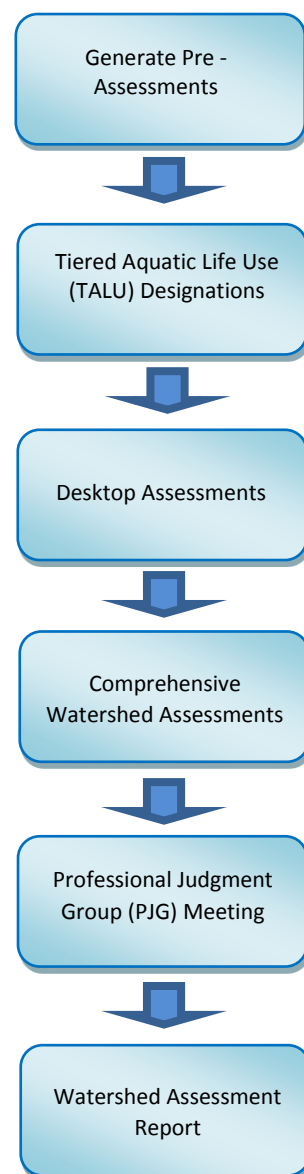 Generate Pre -
Assessments
Tiered Aquatic Life Use
(TALU) Designations
Desktop Assessments
Comprehensive
Watershed Assessments
Professional Judgment
Group (PJG) Meeting
Watershed Assessment
Report